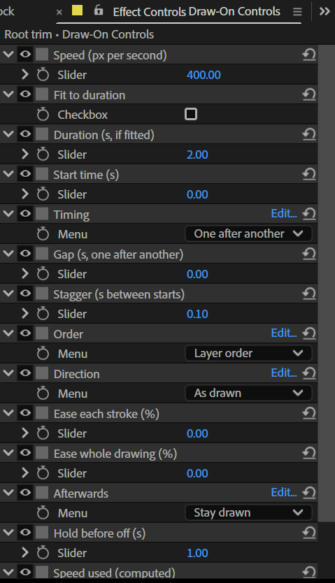 ock × Effect Controls Draw-On Controls ≡ »
Root trim • Draw-On Controls
Speed (px per second)
Slider 400.00
Fit to duration
Checkbox
Duration (s, if fitted)
Slider 2.00
Start time (s)
Slider 0.00
Timing Edit...
Menu One after another
Gap (s, one after another)
Slider 0.00
Stagger (s between starts)
Slider 0.10
Order Edit...
Menu Layer order
Direction Edit...
Menu As drawn
Ease each stroke (%)
Slider 0.00
Ease whole drawing (%)
Slider 0.00
Afterwards Edit...
Menu Stay drawn
Hold before off (s)
Slider 1.00
Speed used (computed)